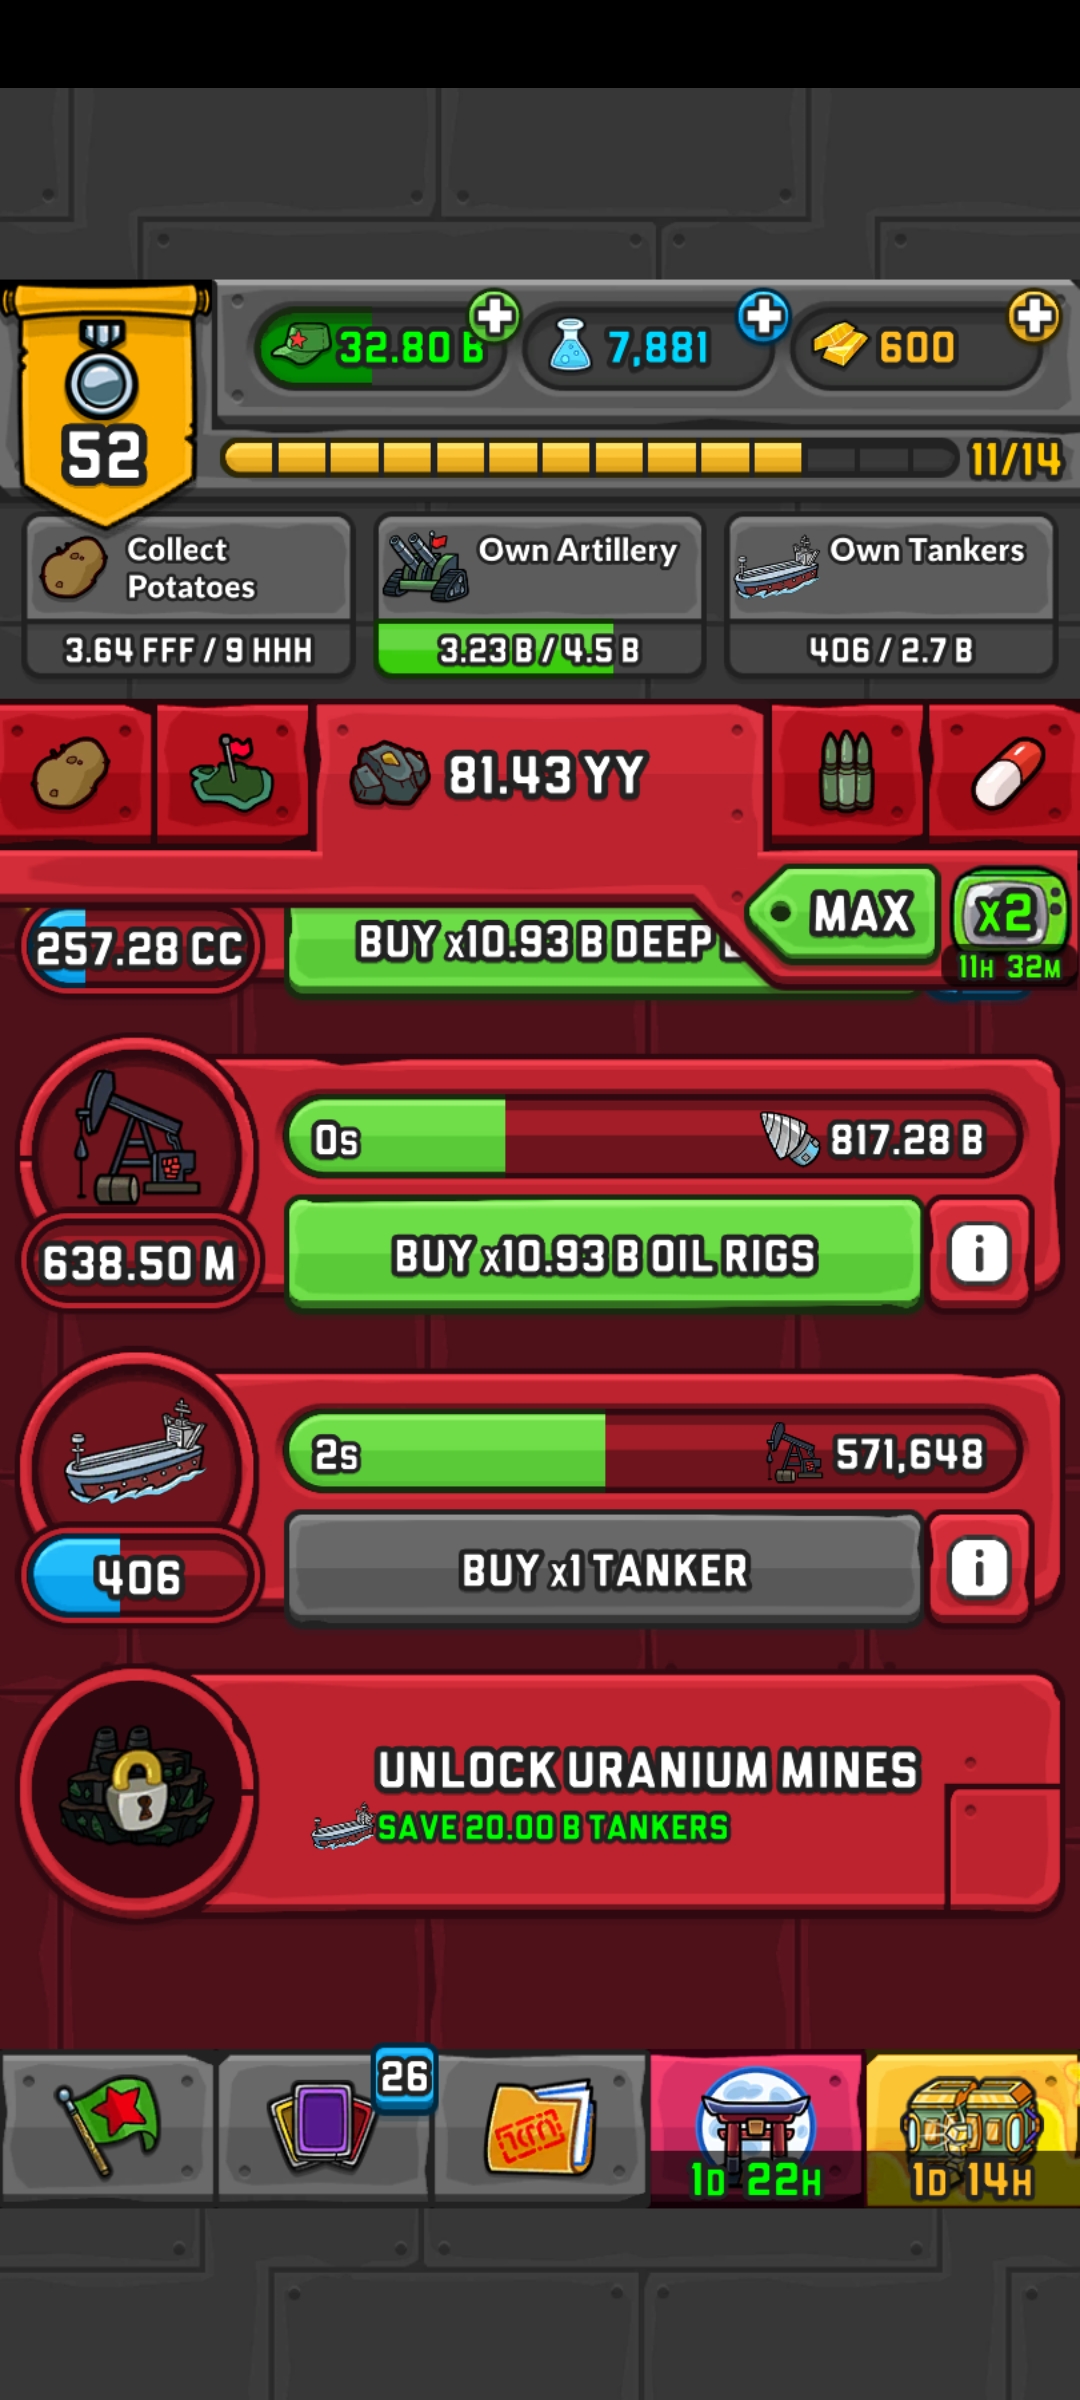 32.80 B
7,881
600
52
11/14
Collect
Potatoes
Own Artillery
Own Tankers
3.64 FFF / 9 HHH
3.23 B / 4.5 B
406 / 2.7 B
81.43 YY
MAX
x2
11H 32M
257.28 CC
BUY x10.93 B DEEP
0s
817.28 B
638.50 M
BUY x10.93 B OIL RIGS
i
2s
571,648
406
BUY x1 TANKER
i
UNLOCK URANIUM MINES
SAVE 20.00 B TANKERS
26
1D 22H
1D 14H